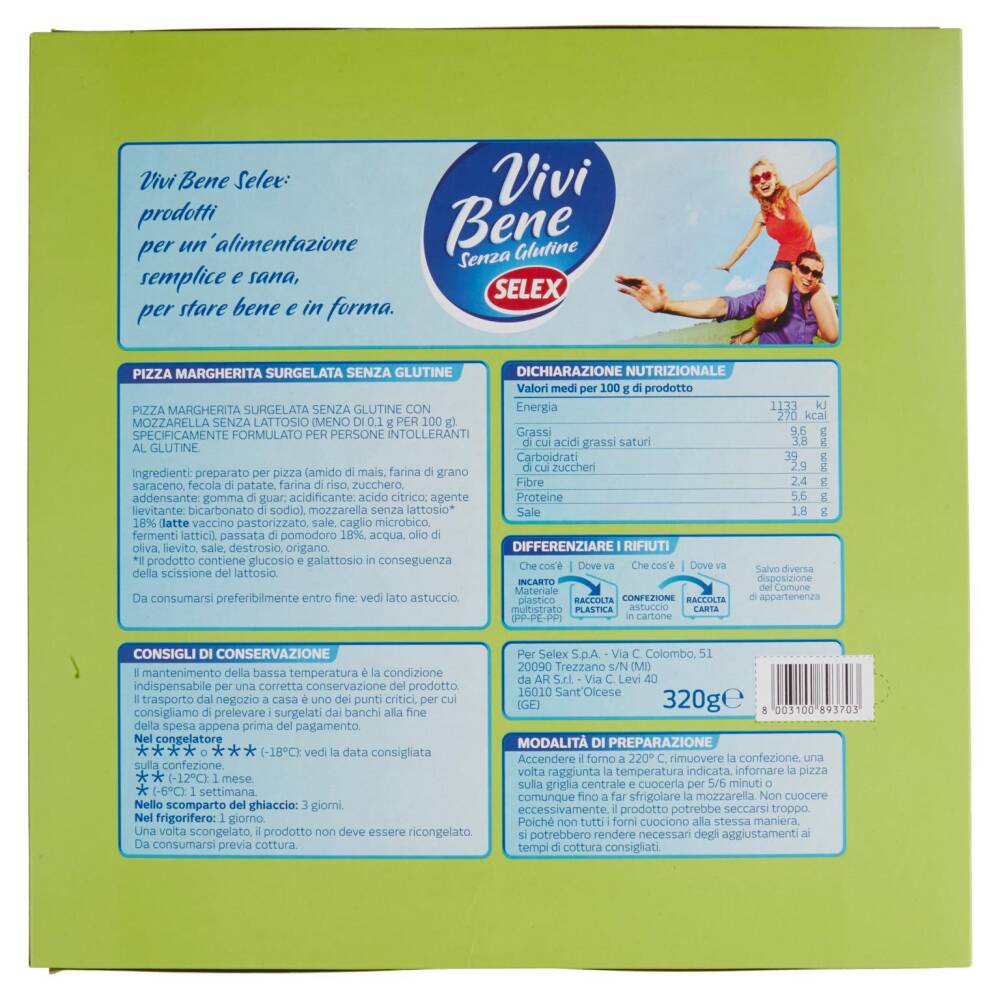 Vivi Bene Selex:
prodotti
per un'alimentazione
semplice e sana,
per stare bene e in forma.
Vivi
Bene
Senza Glutine
SELEX
PIZZA MARGHERITA SURGELATA SENZA GLUTINE
PIZZA MARGHERITA SURGELATA SENZA GLUTINE CON
MOZZARELLA SENZA LATTOSIO (MENO DI 0,1 g PER 100 g).
SPECIFICAMENTE FORMULATO PER PERSONE INTOLLERANTI
AL GLUTINE.
Ingredienti: preparato per pizza (amido di mais, farina di grano
saraceno, fecola di patate, farina di riso, zucchero,
addensante: gomma di guar; acidificante: acido citrico; agente
lievitante: bicarbonato di sodio), mozzarella senza lattosio*
18% (latte vaccino pastorizzato, sale, caglio microbico,
fermenti lattici), passata di pomodoro 18%, acqua, olio di
oliva, lievito, sale, destrosio, origano.
*Il prodotto contiene glucosio e galattosio in conseguenza
della scissione del lattosio.
Da consumarsi preferibilmente entro fine: vedi lato astuccio.
CONSIGLI DI CONSERVAZIONE
Il mantenimento della bassa temperatura è la condizione
indispensabile per una corretta conservazione del prodotto.
Il trasporto dal negozio a casa è uno dei punti critici, per cui
consigliamo di prelevare i surgelati dai banchi alla fine
della spesa appena prima del pagamento.
Nel congelatore
**** o *** (-18°C): vedi la data consigliata
sulla confezione.
** (-12°C): 1 mese.
* (-6°C): 1 settimana.
Nello scomparto del ghiaccio: 3 giorni.
Nel frigorifero: 1 giorno.
Una volta scongelato, il prodotto non deve essere ricongelato.
Da consumarsi previa cottura.
DICHIARAZIONE NUTRIZIONALE
Valori medi per 100 g di prodotto
Energia 1133 kJ
270 kcal
Grassi 9,6 g
di cui acidi grassi saturi 3,8 g
Carboidrati 39 g
di cui zuccheri 2,9 g
Fibre 2,4 g
Proteine 5,6 g
Sale 1,8 g
DIFFERENZIARE I RIFIUTI
Che cos'è | Dove va Che cos'è | Dove va
INCARTO
Materiale
plastico
multistrato
(PP-PE-PP)
RACCOLTA
PLASTICA
CONFEZIONE
astuccio
in cartone
RACCOLTA
CARTA
Salvo diversa
disposizione
del Comune
di appartenenza
Per Selex S.p.A. - Via C. Colombo, 51
20090 Trezzano s/N (MI)
da AR S.r.l. - Via C. Levi 40
16010 Sant'Olcese
(GE)
320g℮
8 003100 893703
MODALITÀ DI PREPARAZIONE
Accendere il forno a 220° C, rimuovere la confezione, una
volta raggiunta la temperatura indicata, infornare la pizza
sulla griglia centrale e cuocerla per 5/6 minuti o
comunque fino a far sfrigolare la mozzarella. Non cuocere
eccessivamente, il prodotto potrebbe seccarsi troppo.
Poiché non tutti i forni cuociono alla stessa maniera,
si potrebbero rendere necessari degli aggiustamenti ai
tempi di cottura consigliati.